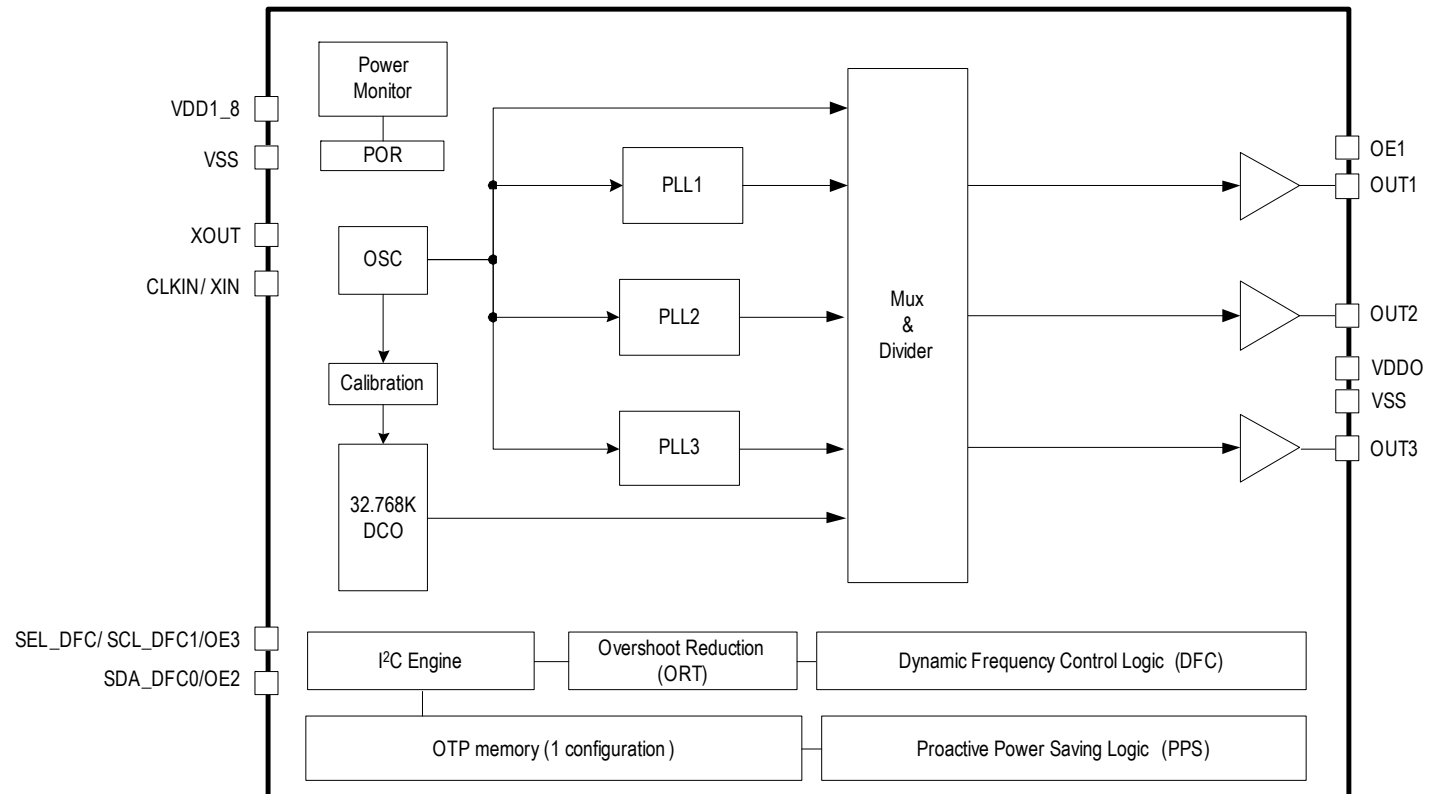 Power
Monitor
VDD1_8
POR
VSS
OE1
PLL1
OUT1
XOUT
OSC
CLKIN/ XIN
Mux
&
Divider
PLL2
OUT2
VDDO
Calibration
VSS
PLL3
OUT3
32.768K
DCO
SEL_DFC/ SCL_DFC1/OE3
SDA_DFC0/OE2
I²C Engine
Overshoot Reduction
(ORT)
Dynamic Frequency Control Logic (DFC)
OTP memory (1 configuration )
Proactive Power Saving Logic (PPS)